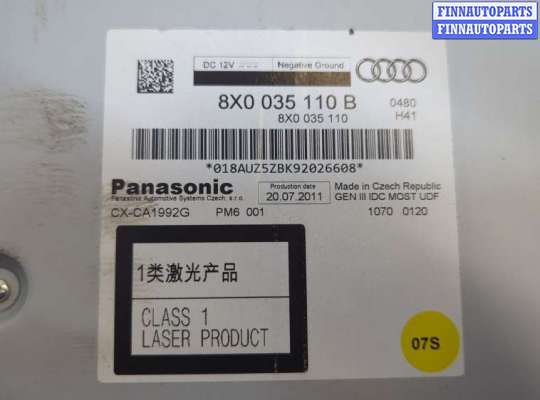 FINNAUTOPARTS
FINNAUTOPARTS.RU
DC 12V Negative Ground
8X0 035 110 B 0480
8X0 035 110 H41
*018AUZ5ZBK92026608*
Panasonic Production date Made in Czech Republic
Panasonic Automotive Systems Czech, s.r.o. 20.07.2011 GEN III IDC MOST UDF
CX-CA1992G PM6 001 1070 0120
1类激光产品
CLASS 1
LASER PRODUCT
07S